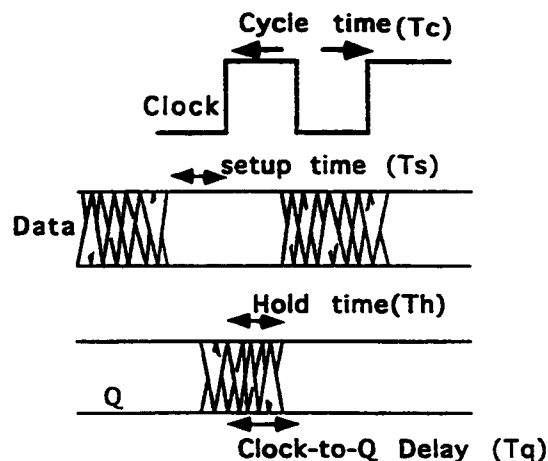 Cycle time(Tc)
Clock
setup time (Ts)
Data
Hold time(Th)
Q
Clock-to-Q Delay (Tq)